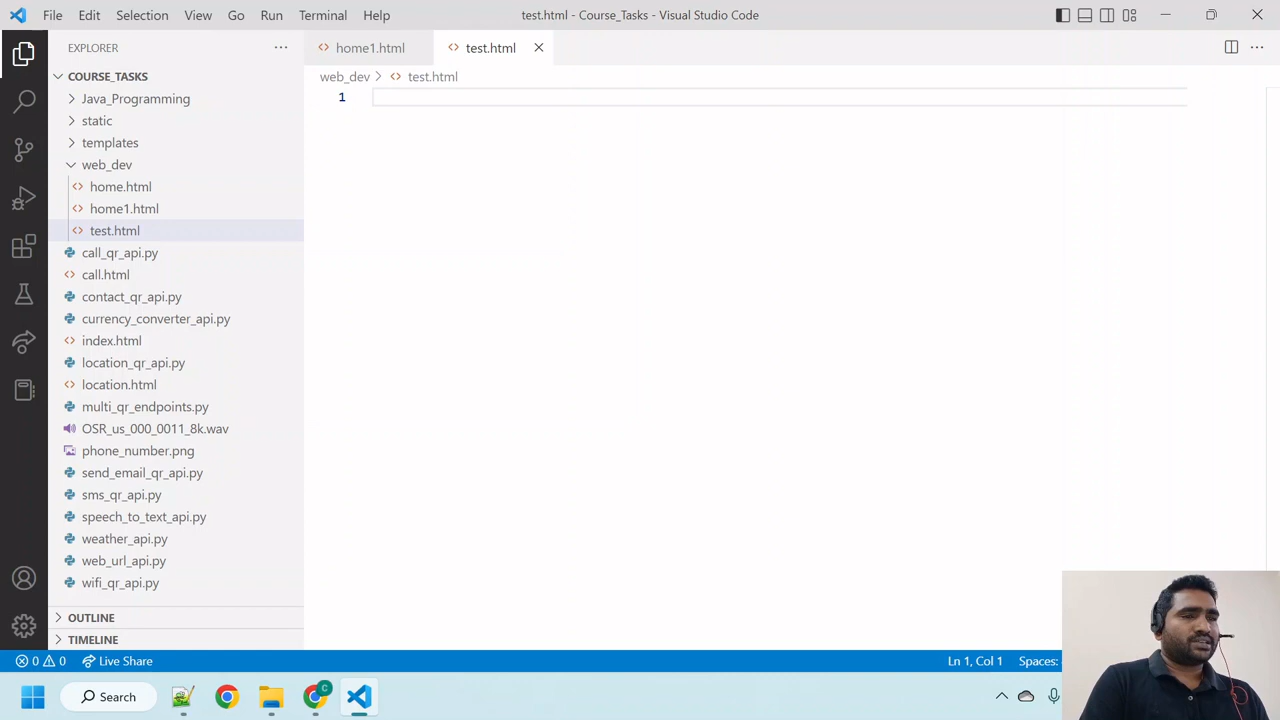 File Edit Selection View Go Run Terminal Help test.html - Course_Tasks - Visual Studio Code
EXPLORER
home1.html test.html
COURSE_TASKS
web_dev test.html
1
Java_Programming
static
templates
web_dev
home.html
home1.html
test.html
call_qr_api.py
call.html
contact_qr_api.py
currency_converter_api.py
index.html
location_qr_api.py
location.html
multi_qr_endpoints.py
OSR_us_000_0011_8k.wav
phone_number.png
send_email_qr_api.py
sms_qr_api.py
speech_to_text_api.py
weather_api.py
web_url_api.py
wifi_qr_api.py
OUTLINE
TIMELINE
0 0 Live Share Ln 1, Col 1 Spaces:
Search C